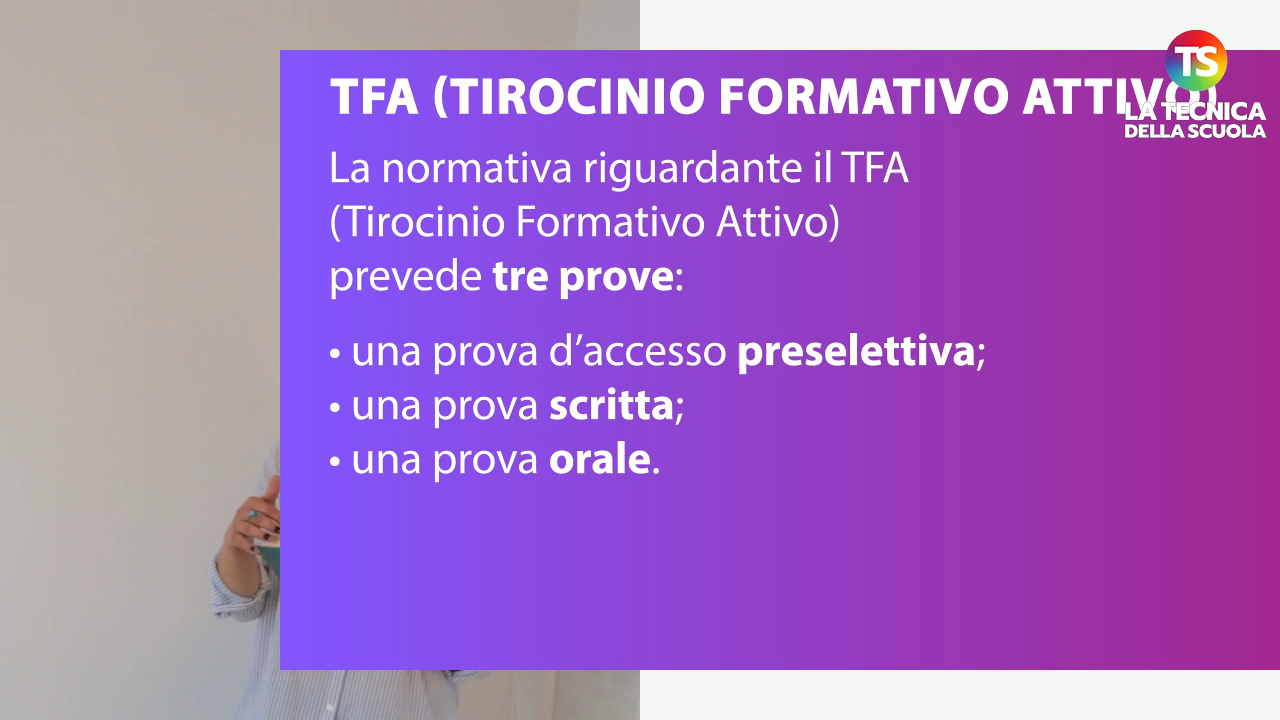 TFA (TIROCINIO FORMATIVO ATTIVO)
TS
LA TECNICA
DELLA SCUOLA
La normativa riguardante il TFA
(Tirocinio Formativo Attivo)
prevede tre prove:
• una prova d’accesso preselettiva;
• una prova scritta;
• una prova orale.